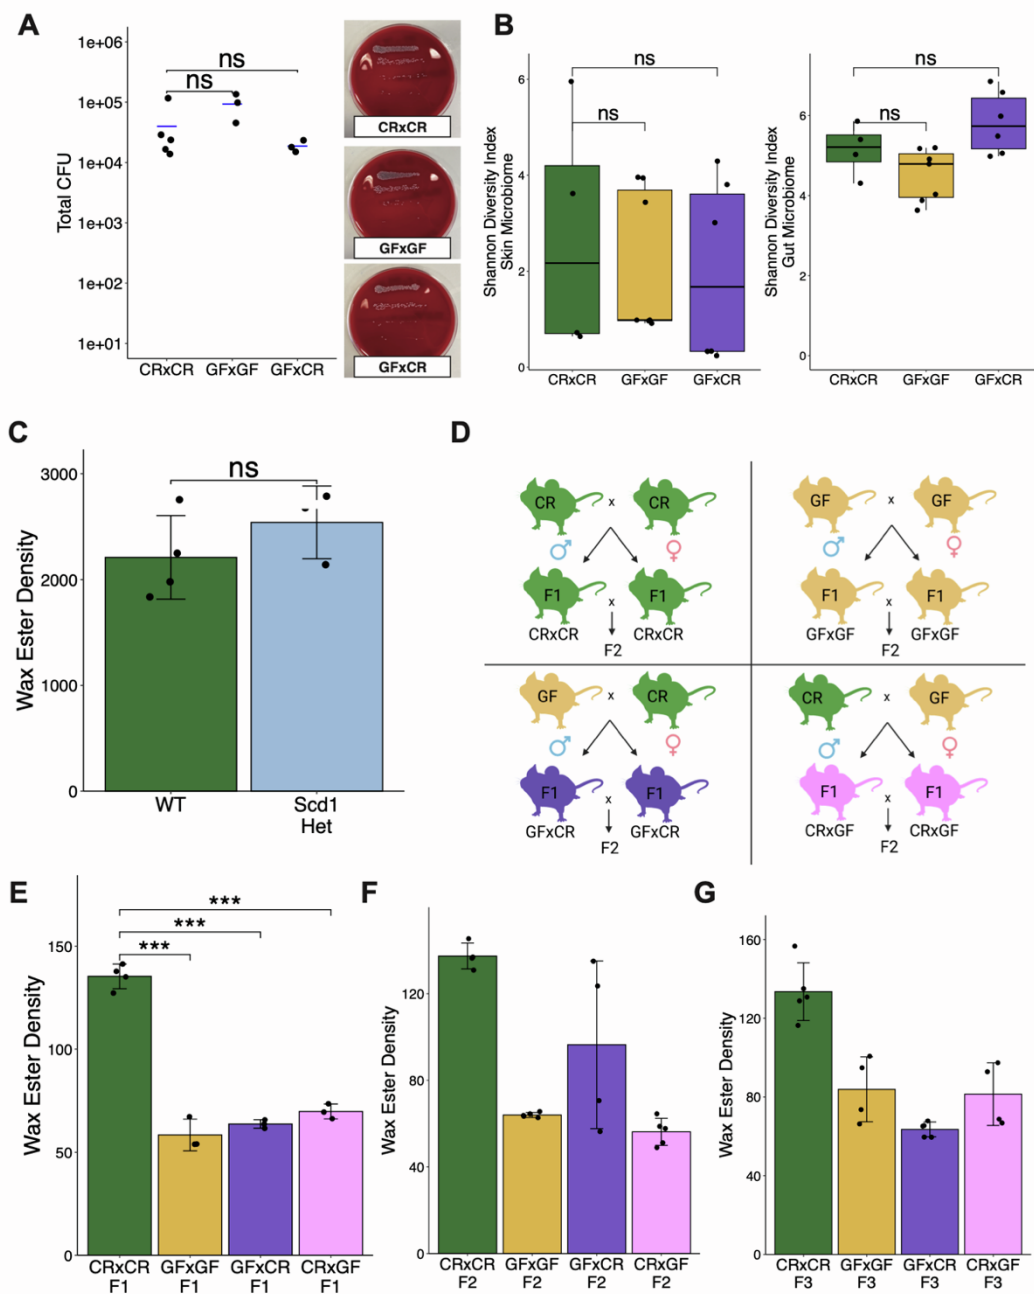 A
Total CFU
1e+06
1e+05
1e+04
1e+03
1e+02
1e+01
ns
ns
CRxCR
GFxGF
GFxCR
CRxCR
GFxGF
GFxCR
B
Shannon Diversity Index
Skin Microbiome
6
4
2
0
ns
ns
CRxCR
GFxGF
GFxCR
Shannon Diversity Index
Gut Microbiome
6
4
2
0
ns
ns
CRxCR
GFxGF
GFxCR
C
Wax Ester Density
3000
2000
1000
0
ns
WT
Scd1
Het
D
CR
x
CR
♂
♀
F1
x
F1
CRxCR
CRxCR
F2
GF
x
GF
♂
♀
F1
x
F1
GFxGF
GFxGF
F2
GF
x
CR
♂
♀
F1
x
F1
GFxCR
GFxCR
F2
CR
x
GF
♂
♀
F1
x
F1
CRxGF
CRxGF
F2
E
Wax Ester Density
150
100
50
0
***
***
***
CRxCR
F1
GFxGF
F1
GFxCR
F1
CRxGF
F1
F
Wax Ester Density
120
80
40
0
CRxCR
F2
GFxGF
F2
GFxCR
F2
CRxGF
F2
G
Wax Ester Density
160
120
80
40
0
CRxCR
F3
GFxGF
F3
GFxCR
F3
CRxGF
F3